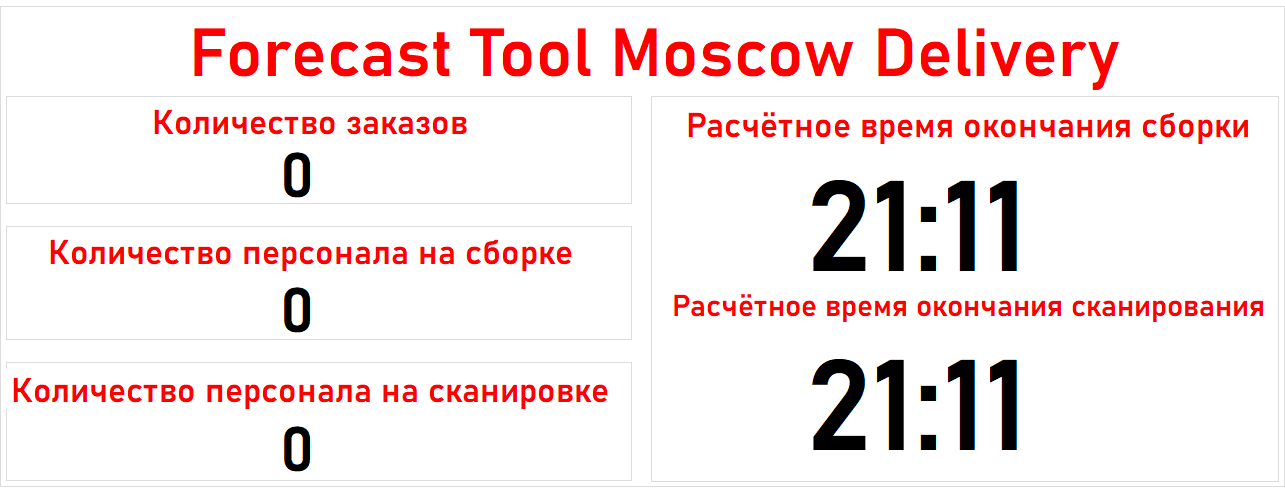 Forecast Tool Moscow Delivery
Количество заказов
0
Количество персонала на сборке
0
Количество персонала на сканировке
0
Расчётное время окончания сборки
21:11
Расчётное время окончания сканирования
21:11